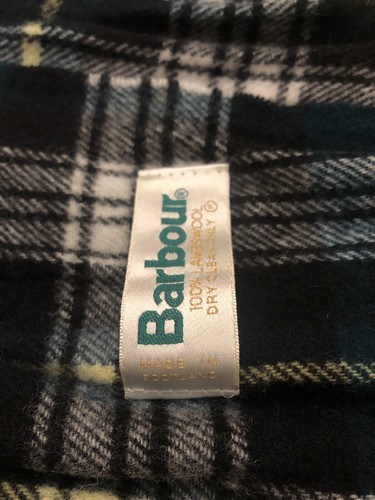 Barbour®
100% LAMBSWOOL
DRY CLEAN ONLY Ⓟ
MADE IN
SCOTLAND